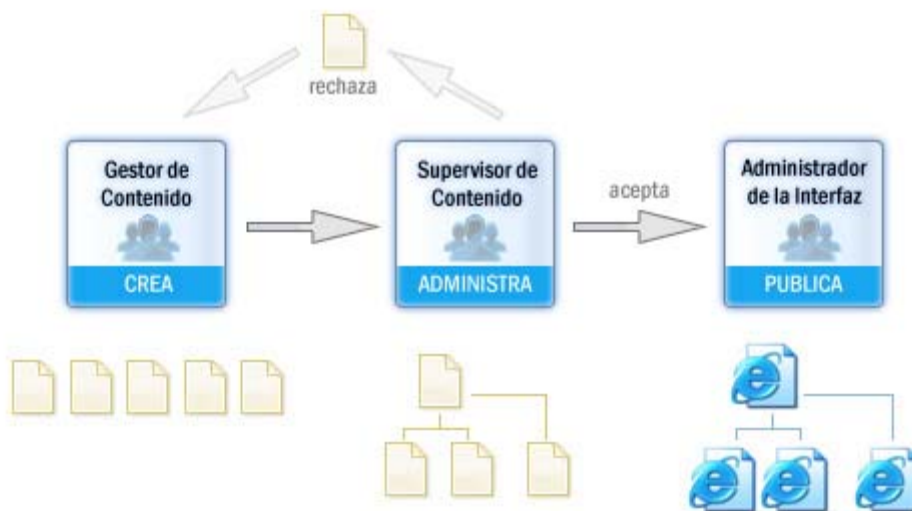 rechaza
Gestor de
Contenido
CREA
Supervisor de
Contenido
ADMINISTRA
acepta
Administrador
de la Interfaz
PUBLICA